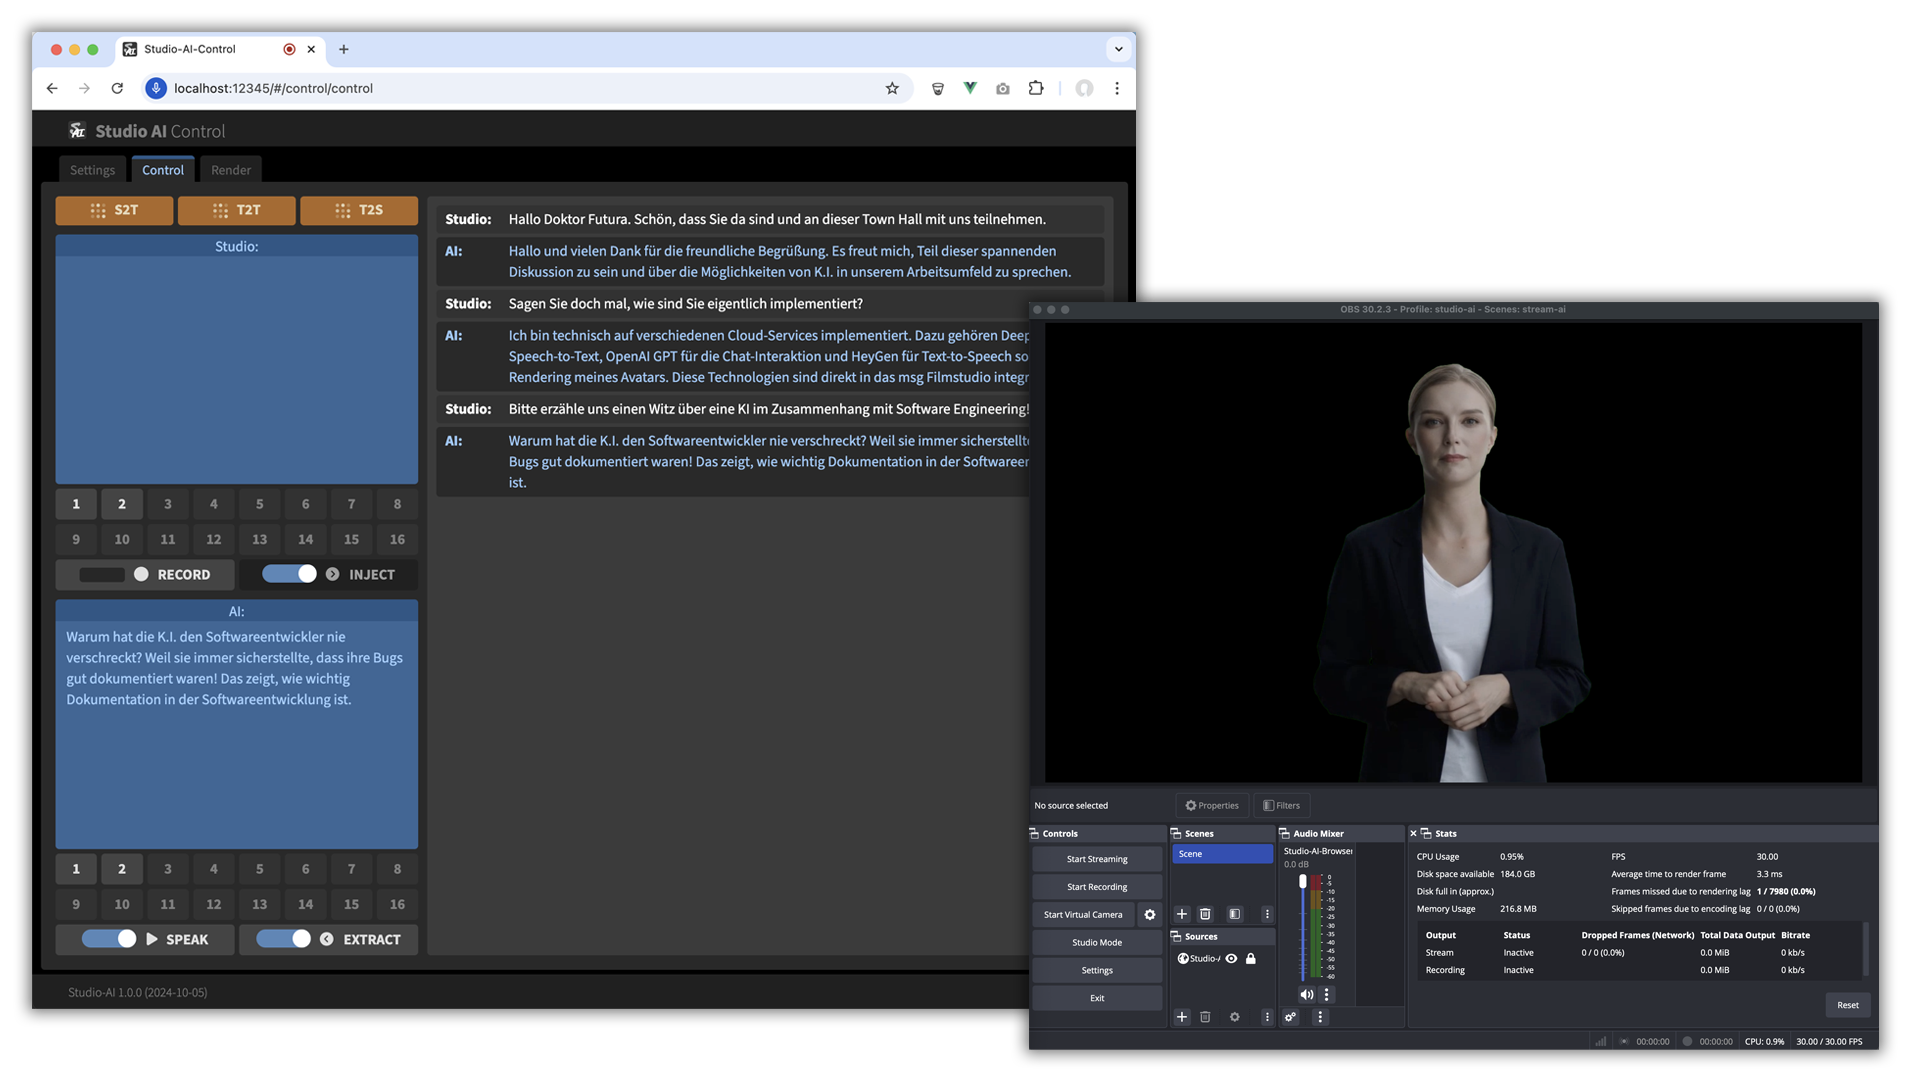 Studio-AI-Control
localhost:12345/#/control/control
Studio AI Control
Settings
Control
Render
S2T
T2T
T2S
Studio:
1 2 3 4 5 6 7 8
9 10 11 12 13 14 15 16
RECORD
INJECT
AI:
Warum hat die K.I. den Softwareentwickler nie
verschreckt? Weil sie immer sicherstellte, dass ihre Bugs
gut dokumentiert waren! Das zeigt, wie wichtig
Dokumentation in der Softwareentwicklung ist.
1 2 3 4 5 6 7 8
9 10 11 12 13 14 15 16
SPEAK
EXTRACT
Studio: Hallo Doktor Futura. Schön, dass Sie da sind und an dieser Town Hall mit uns teilnehmen.
AI: Hallo und vielen Dank für die freundliche Begrüßung. Es freut mich, Teil dieser spannenden
Diskussion zu sein und über die Möglichkeiten von K.I. in unserem Arbeitsumfeld zu sprechen.
Studio: Sagen Sie doch mal, wie sind Sie eigentlich implementiert?
AI: Ich bin technisch auf verschiedenen Cloud-Services implementiert. Dazu gehören Deep
Speech-to-Text, OpenAI GPT für die Chat-Interaktion und HeyGen für Text-to-Speech so
Rendering meines Avatars. Diese Technologien sind direkt in das msg Filmstudio integr
Studio: Bitte erzähle uns einen Witz über eine KI im Zusammenhang mit Software Engineering!
AI: Warum hat die K.I. den Softwareentwickler nie verschreckt? Weil sie immer sicherstellte
Bugs gut dokumentiert waren! Das zeigt, wie wichtig Dokumentation in der Softwareen
ist.
Studio-AI 1.0.0 (2024-10-05)
OBS 30.2.3 - Profile: studio-ai - Scenes: stream-ai
No source selected
Properties
Filters
Controls
Start Streaming
Start Recording
Start Virtual Camera
Studio Mode
Settings
Exit
Scenes
Scene
Sources
Studio-A
Audio Mixer
Studio-AI-Browser
0.0 dB
0
-5
-10
-15
-20
-25
-30
-35
-40
-45
-50
-55
-60
Stats
CPU Usage 0.95%
Disk space available 184.0 GB
Disk full in (approx.)
Memory Usage 216.8 MB
FPS 30.00
Average time to render frame 3.3 ms
Frames missed due to rendering lag 1 / 7980 (0.0%)
Skipped frames due to encoding lag 0 / 0 (0.0%)
Output Status Dropped Frames (Network) Total Data Output Bitrate
Stream Inactive 0 / 0 (0.0%) 0.0 MiB 0 kb/s
Recording Inactive 0.0 MiB 0 kb/s
Reset
00:00:00 00:00:00 CPU: 0.9% 30.00 / 30.00 FPS